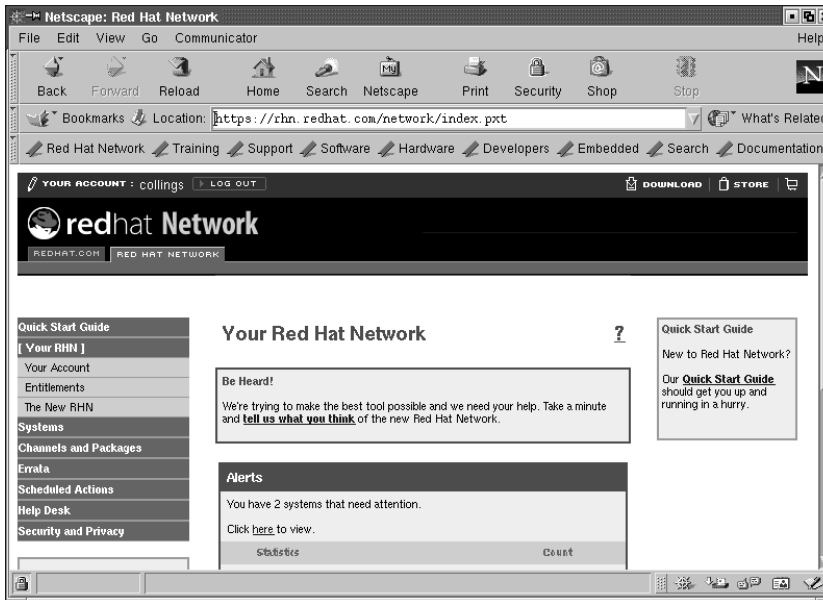 Netscape: Red Hat Network
File Edit View Go Communicator Help
Back Forward Reload Home Search Netscape Print Security Shop Stop
My
N
Bookmarks Location: https://rhn.redhat.com/network/index.pxt What's Related
Red Hat Network Training Support Software Hardware Developers Embedded Search Documentation
YOUR ACCOUNT : collings LOG OUT DOWNLOAD STORE
redhat Network
REDHAT.COM RED HAT NETWORK
Quick Start Guide
[ Your RHN ]
Your Account
Entitlements
The New RHN
Systems
Channels and Packages
Errata
Scheduled Actions
Help Desk
Security and Privacy
Your Red Hat Network ?
Be Heard!
We're trying to make the best tool possible and we need your help. Take a minute
and tell us what you think of the new Red Hat Network.
Alerts
You have 2 systems that need attention.
Click here to view.
Statistics Count
Quick Start Guide
New to Red Hat Network?
Our Quick Start Guide
should get you up and
running in a hurry.